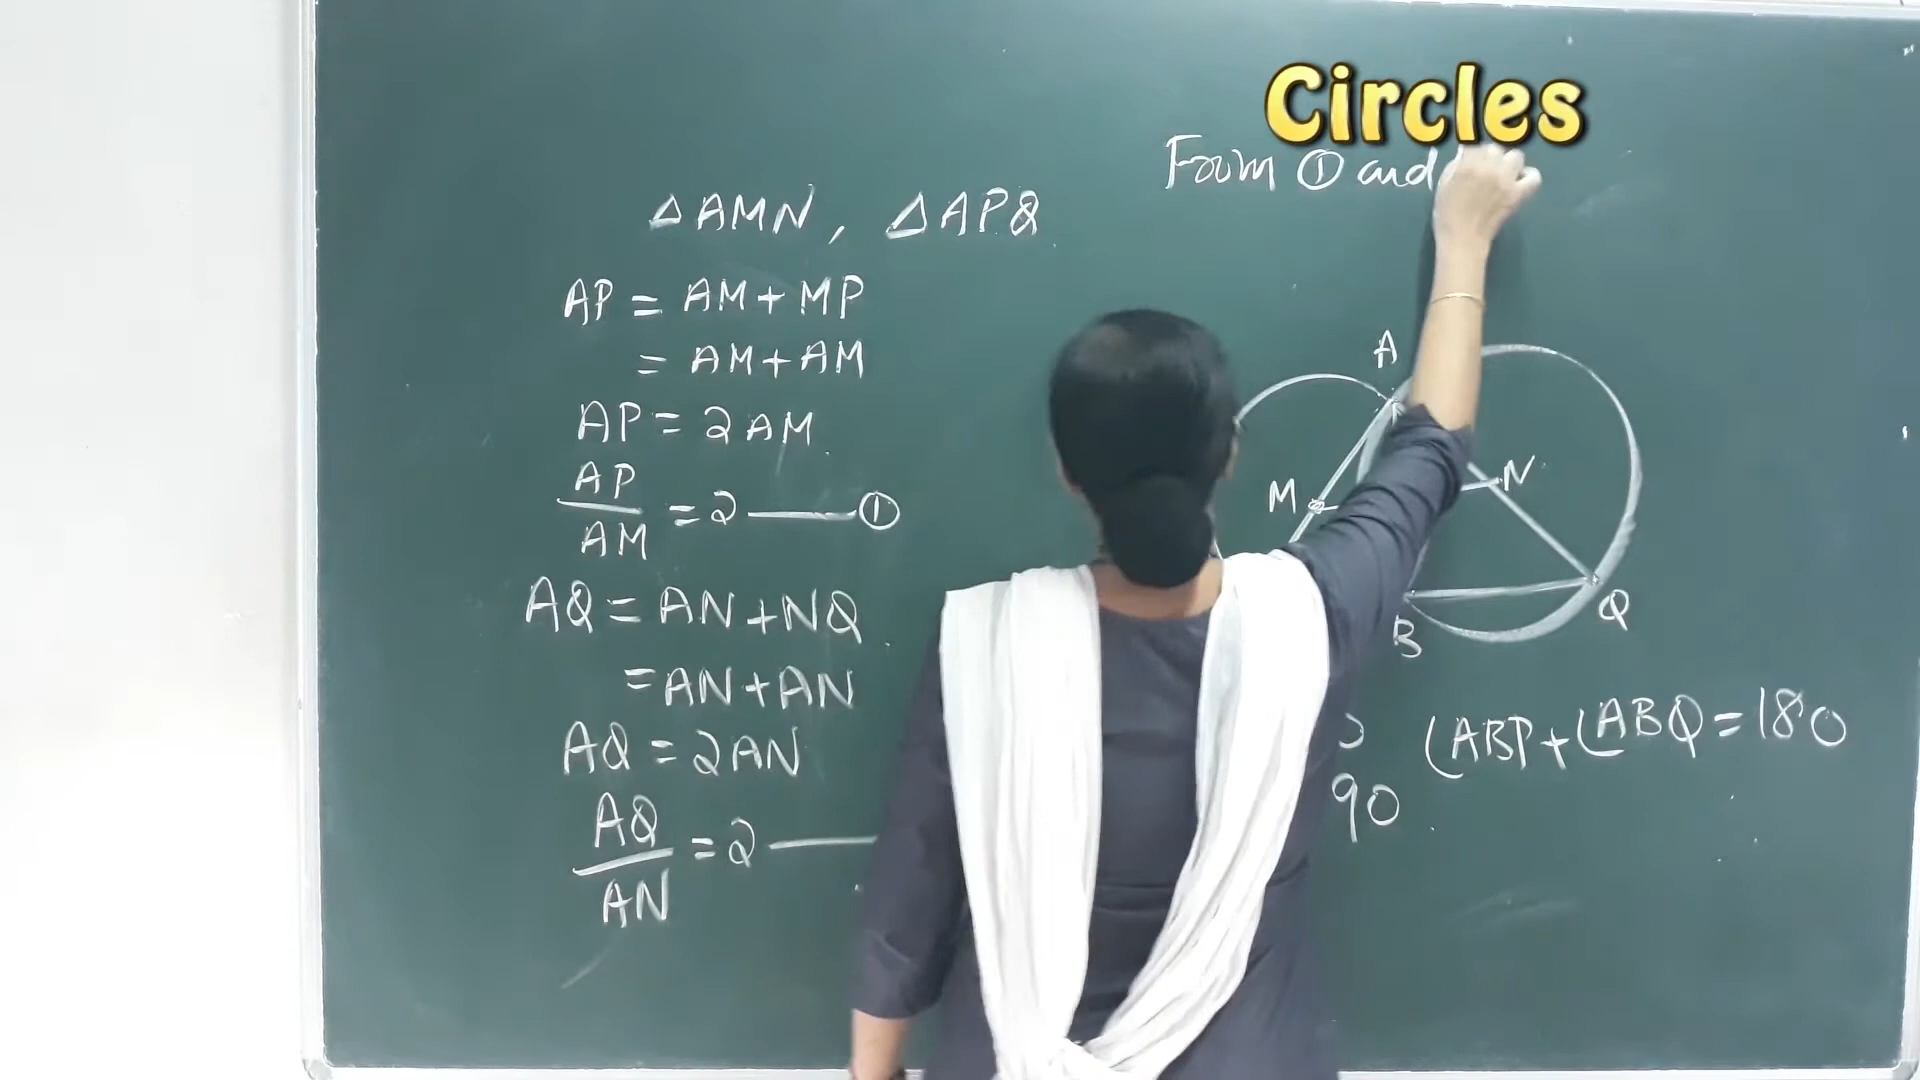 Circles
From ① and
△AMN, △APQ
AP = AM + MP
= AM + AM
AP = 2AM
AP/AM = 2 — ①
AQ = AN + NQ
= AN + AN
AQ = 2AN
AQ/AN = 2 —
A
M
N
B
Q
∠ABP + ∠ABQ = 180
90